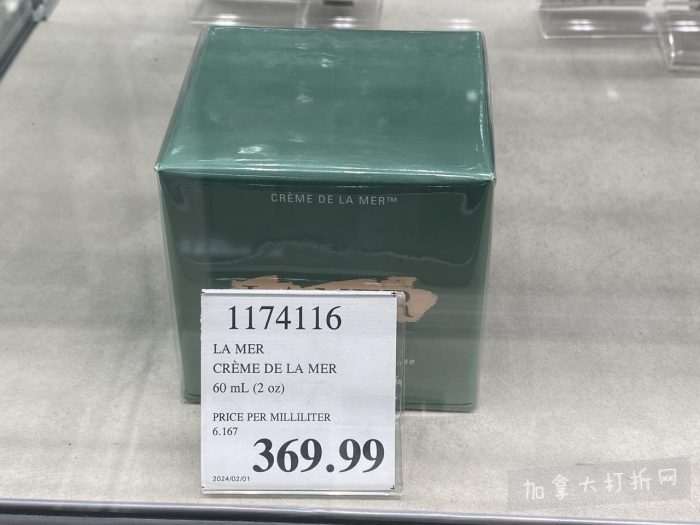 CRÈME DE LA MER™
1174116
LA MER
CRÈME DE LA MER
60 mL (2 oz)
PRICE PER MILLILITER
6.167
369.99
2024/02/01
加拿大打折网